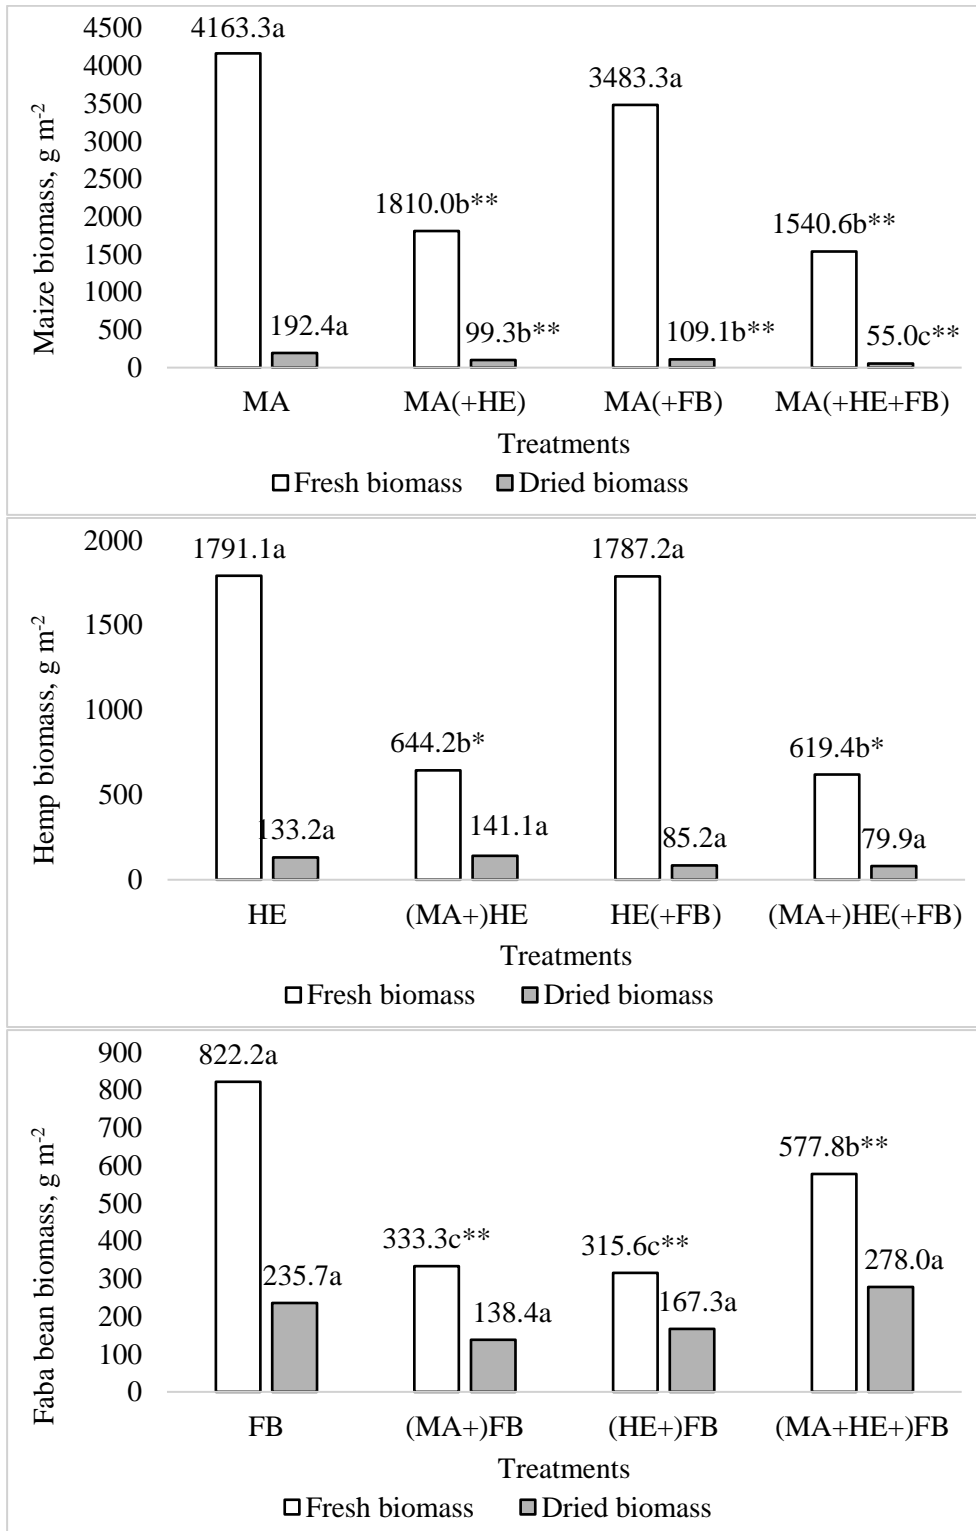 Maize biomass, g m-2
4500
4000
3500
3000
2500
2000
1500
1000
500
0
4163.3a
192.4a
1810.0b**
99.3b**
3483.3a
109.1b**
1540.6b**
55.0c**
MA MA(+HE) MA(+FB) MA(+HE+FB)
Treatments
Fresh biomass Dried biomass
Hemp biomass, g m-2
2000
1500
1000
500
0
1791.1a
133.2a
644.2b*
141.1a
1787.2a
85.2a
619.4b*
79.9a
HE (MA+)HE HE(+FB) (MA+)HE(+FB)
Treatments
Fresh biomass Dried biomass
Faba bean biomass, g m-2
900
800
700
600
500
400
300
200
100
0
822.2a
235.7a
333.3c**
138.4a
315.6c**
167.3a
577.8b**
278.0a
FB (MA+)FB (HE+)FB (MA+HE+)FB
Treatments
Fresh biomass Dried biomass